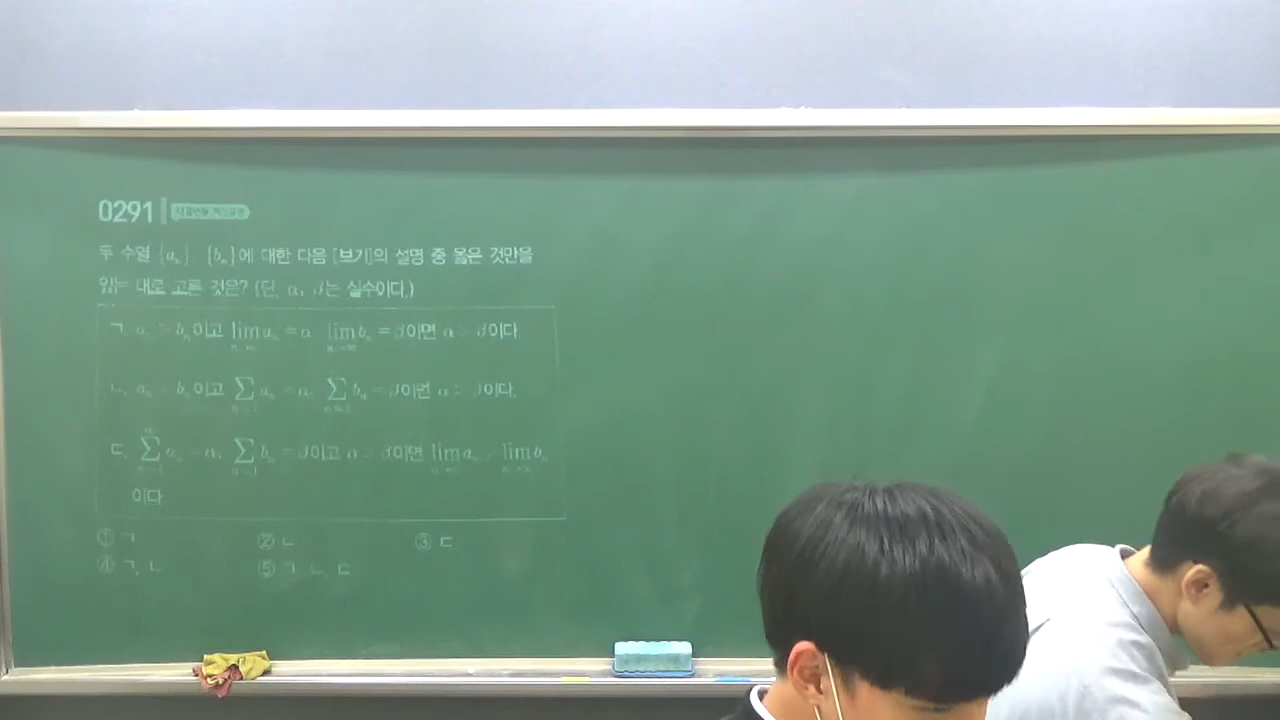 0291
두 수열 {aₙ}, {bₙ}에 대한 다음 [보기]의 설명 중 옳은 것만을
있는 대로 고른 것은? (단, α, β는 실수이다.)
ㄱ. aₙ bₙ이고 lim aₙ = α, lim bₙ = β이면 α β이다.
ㄴ. aₙ bₙ이고 ∑ aₙ = α, ∑ bₙ = β이면 α > β이다.
ㄷ. ∑ aₙ = α, ∑ bₙ = β이고 α β이면 lim aₙ lim bₙ
이다
① ㄱ ② ㄴ ③ ㄷ
④ ㄱ, ㄴ ⑤ ㄱ, ㄴ, ㄷ